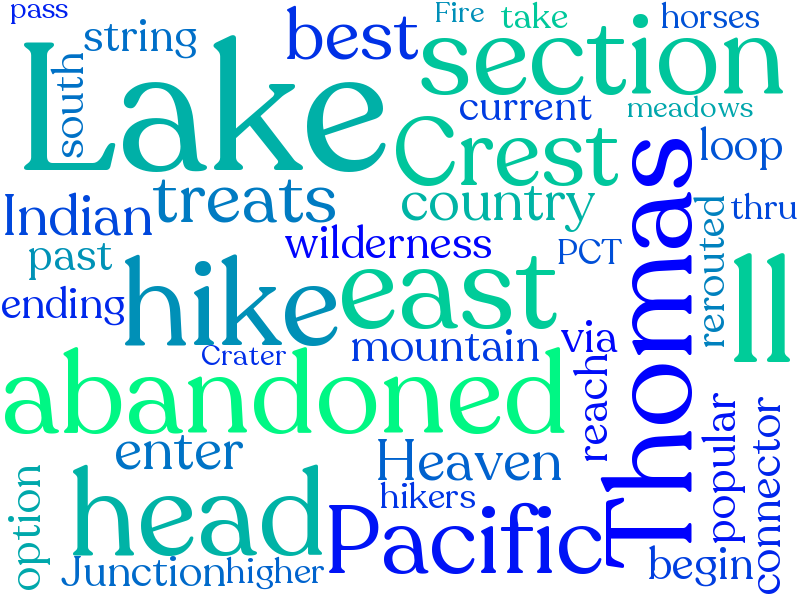 pass
string
best
Fire
take
horses
Lake
south
section
current
meadows
Crest
Thomas
loop
Indian
treats
country
rerouted
thru
past
wilderness
PCT
ending
hike
east
ll
Crater
mountain
via
abandoned
reach
enter
Heaven
popular
connector
option
head
hikers
Pacific
Junction
higher
begin